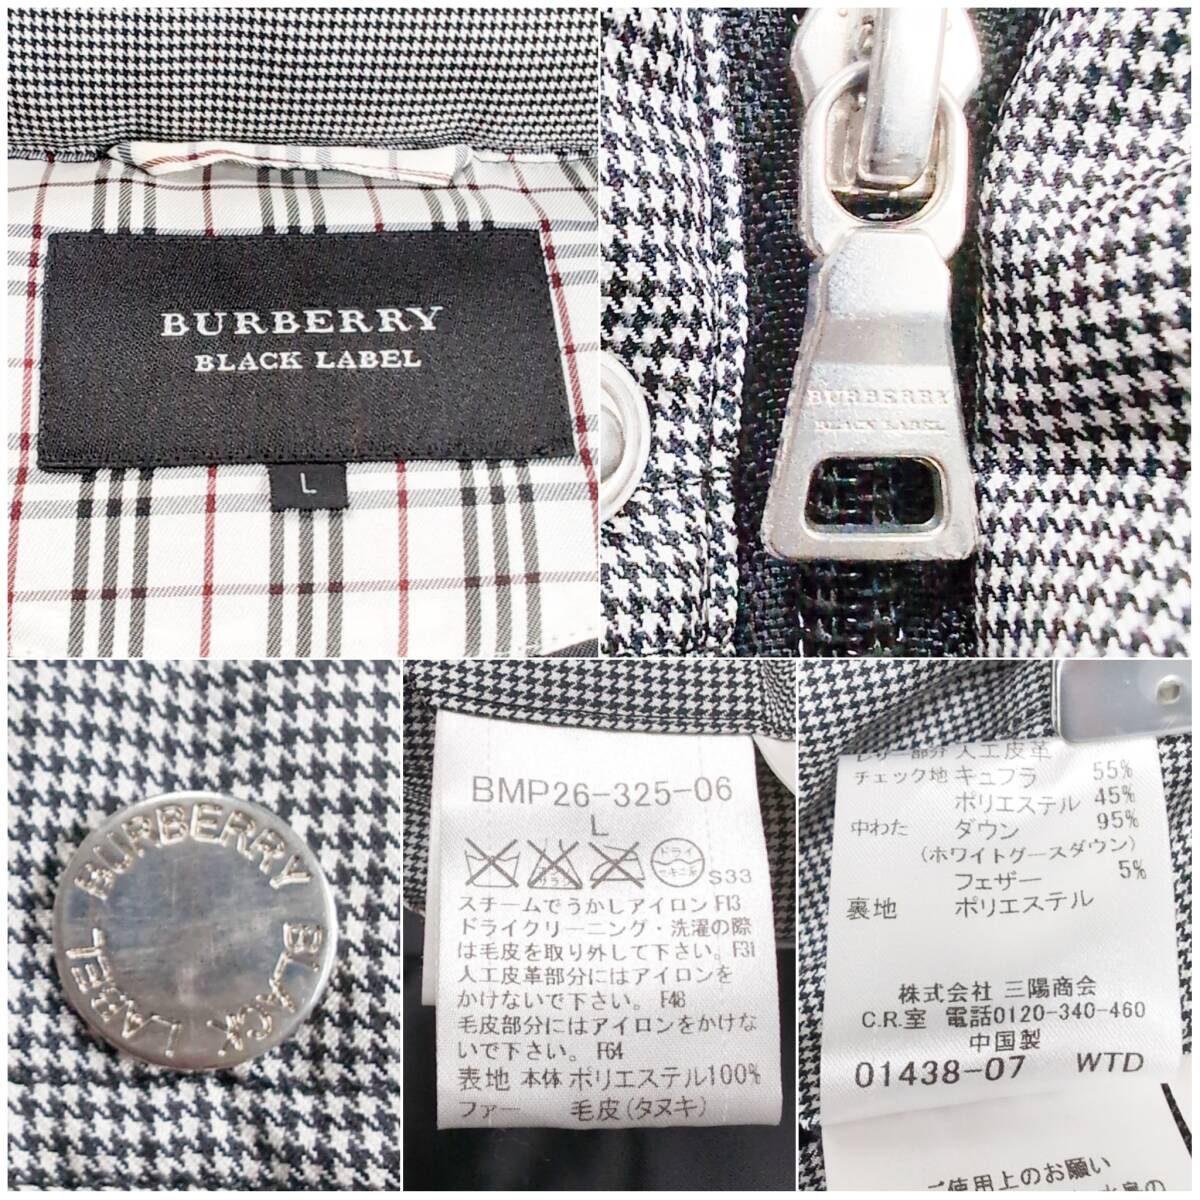 BURBERRY
BLACK LABEL
L
BURBERRY
BLACK LABEL
BURBERRY BLACK LABEL
BMP26-325-06
L
ドライ
S33
スチームでうかしアイロン F13
ドライクリーニング・洗濯の際
は毛皮を取り外して下さい。F31
人工皮革部分にはアイロンを
かけないで下さい。 F48
毛皮部分にはアイロンをかけな
いで下さい。 F64
表地 本体 ポリエステル100%
ファー 毛皮(タヌキ)
部分 人工皮革
チェック地 キュプラ 55%
ポリエステル 45%
中わた ダウン 95%
(ホワイトグースダウン)
フェザー 5%
裏地 ポリエステル
株式会社 三陽商会
C.R.室 電話0120-340-460
中国製
01438-07 WTD
ご使用上のお願い